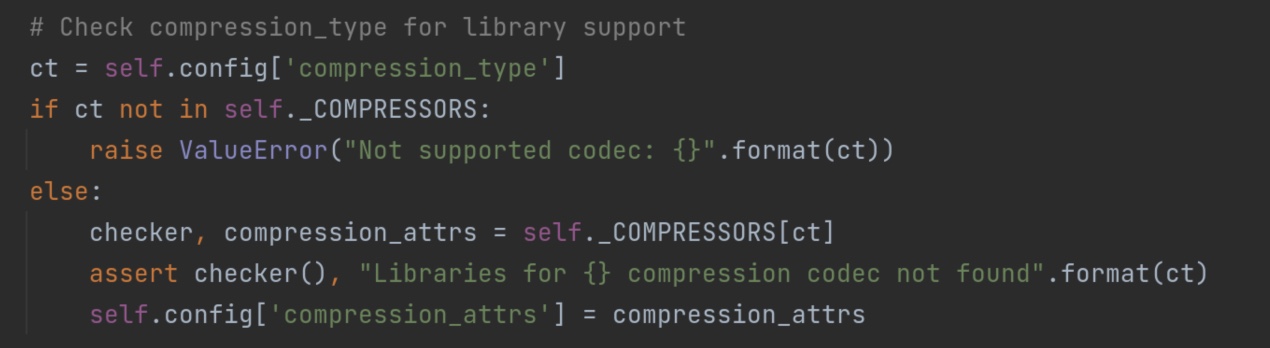 # Check compression_type for library support
ct = self.config['compression_type']
if ct not in self._COMPRESSORS:
    raise ValueError("Not supported codec: {}".format(ct))
else:
    checker, compression_attrs = self._COMPRESSORS[ct]
    assert checker(), "Libraries for {} compression codec not found".format(ct)
    self.config['compression_attrs'] = compression_attrs